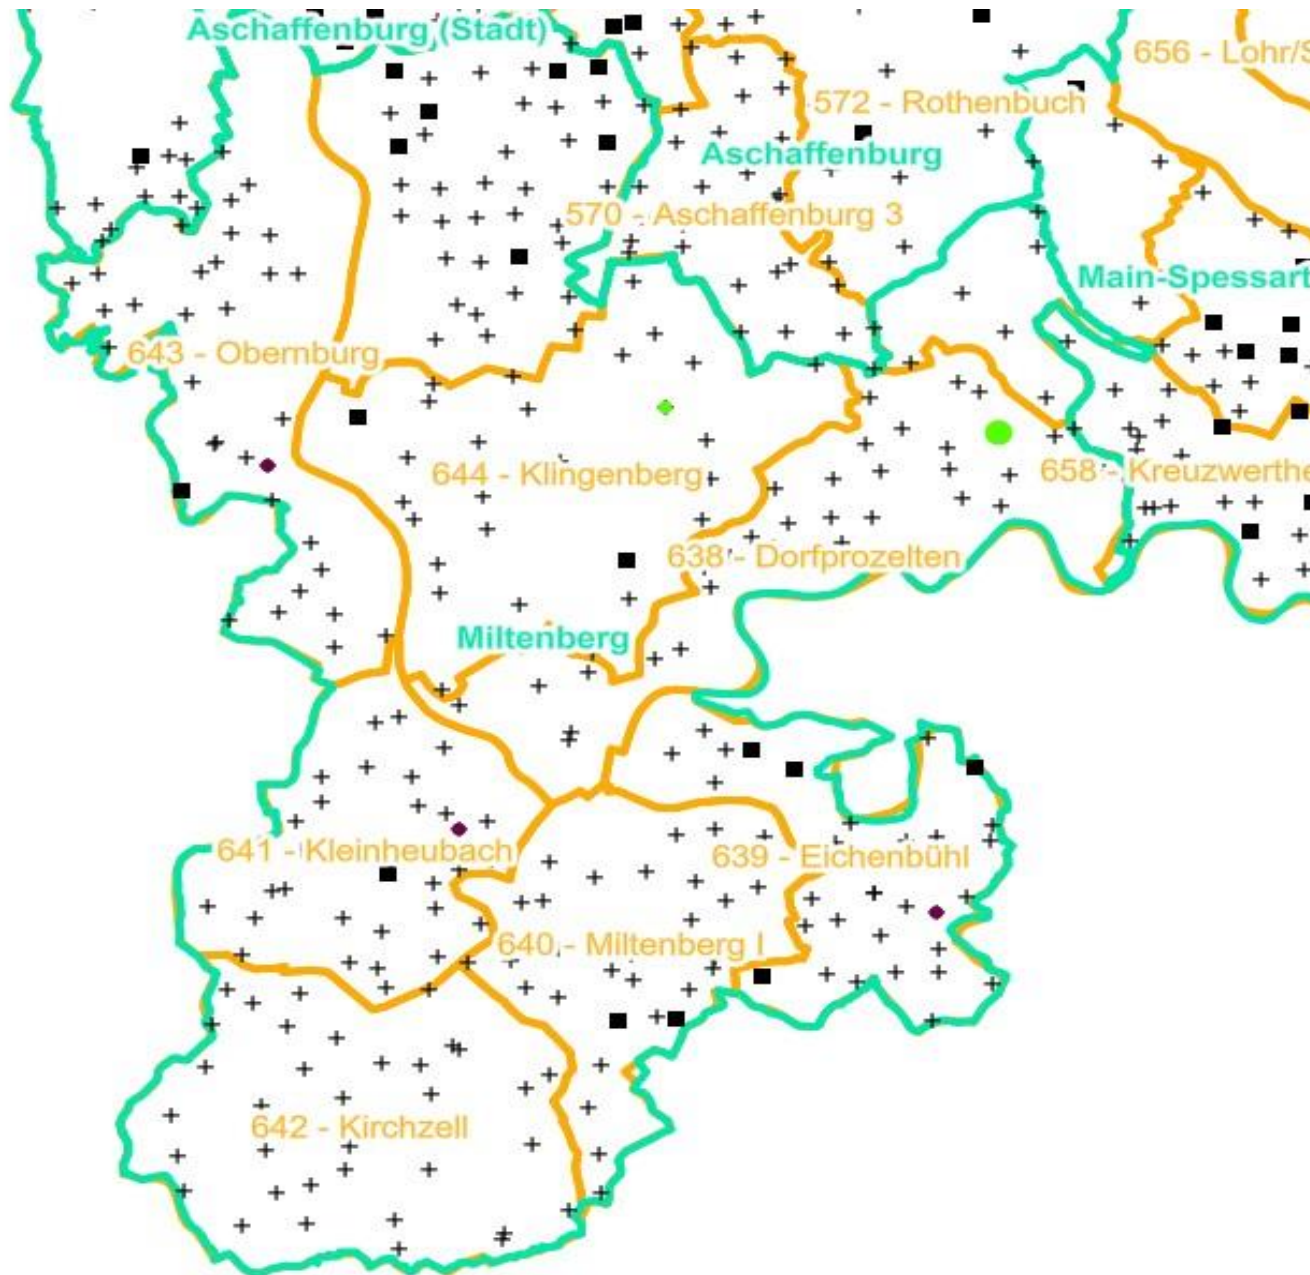 Aschaffenburg (Stadt)
656 - Lohr/S
572 - Rothenbuch
Aschaffenburg
570 - Aschaffenburg 3
Main-Spessart
643 - Obernburg
644 - Klingenberg
658 - Kreuzwerthe
638 - Dorfprozelten
Miltenberg
641 - Kleinheubach
639 - Eichenbühl
640 - Miltenberg I
642 - Kirchzell